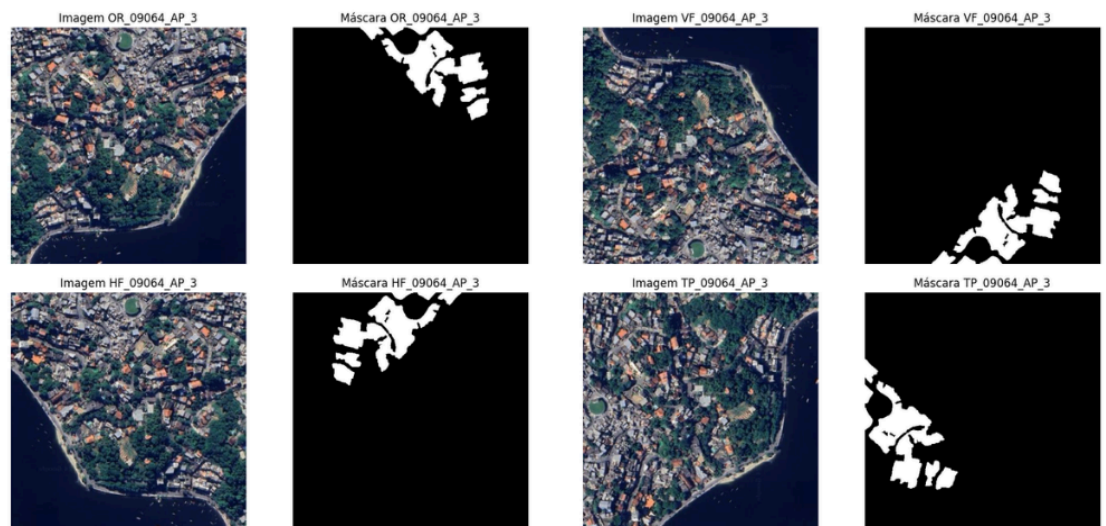 Imagem OR_09064_AP_3
Máscara OR_09064_AP_3
Imagem VF_09064_AP_3
Máscara VF_09064_AP_3
Imagem HF_09064_AP_3
Máscara HF_09064_AP_3
Imagem TP_09064_AP_3
Máscara TP_09064_AP_3